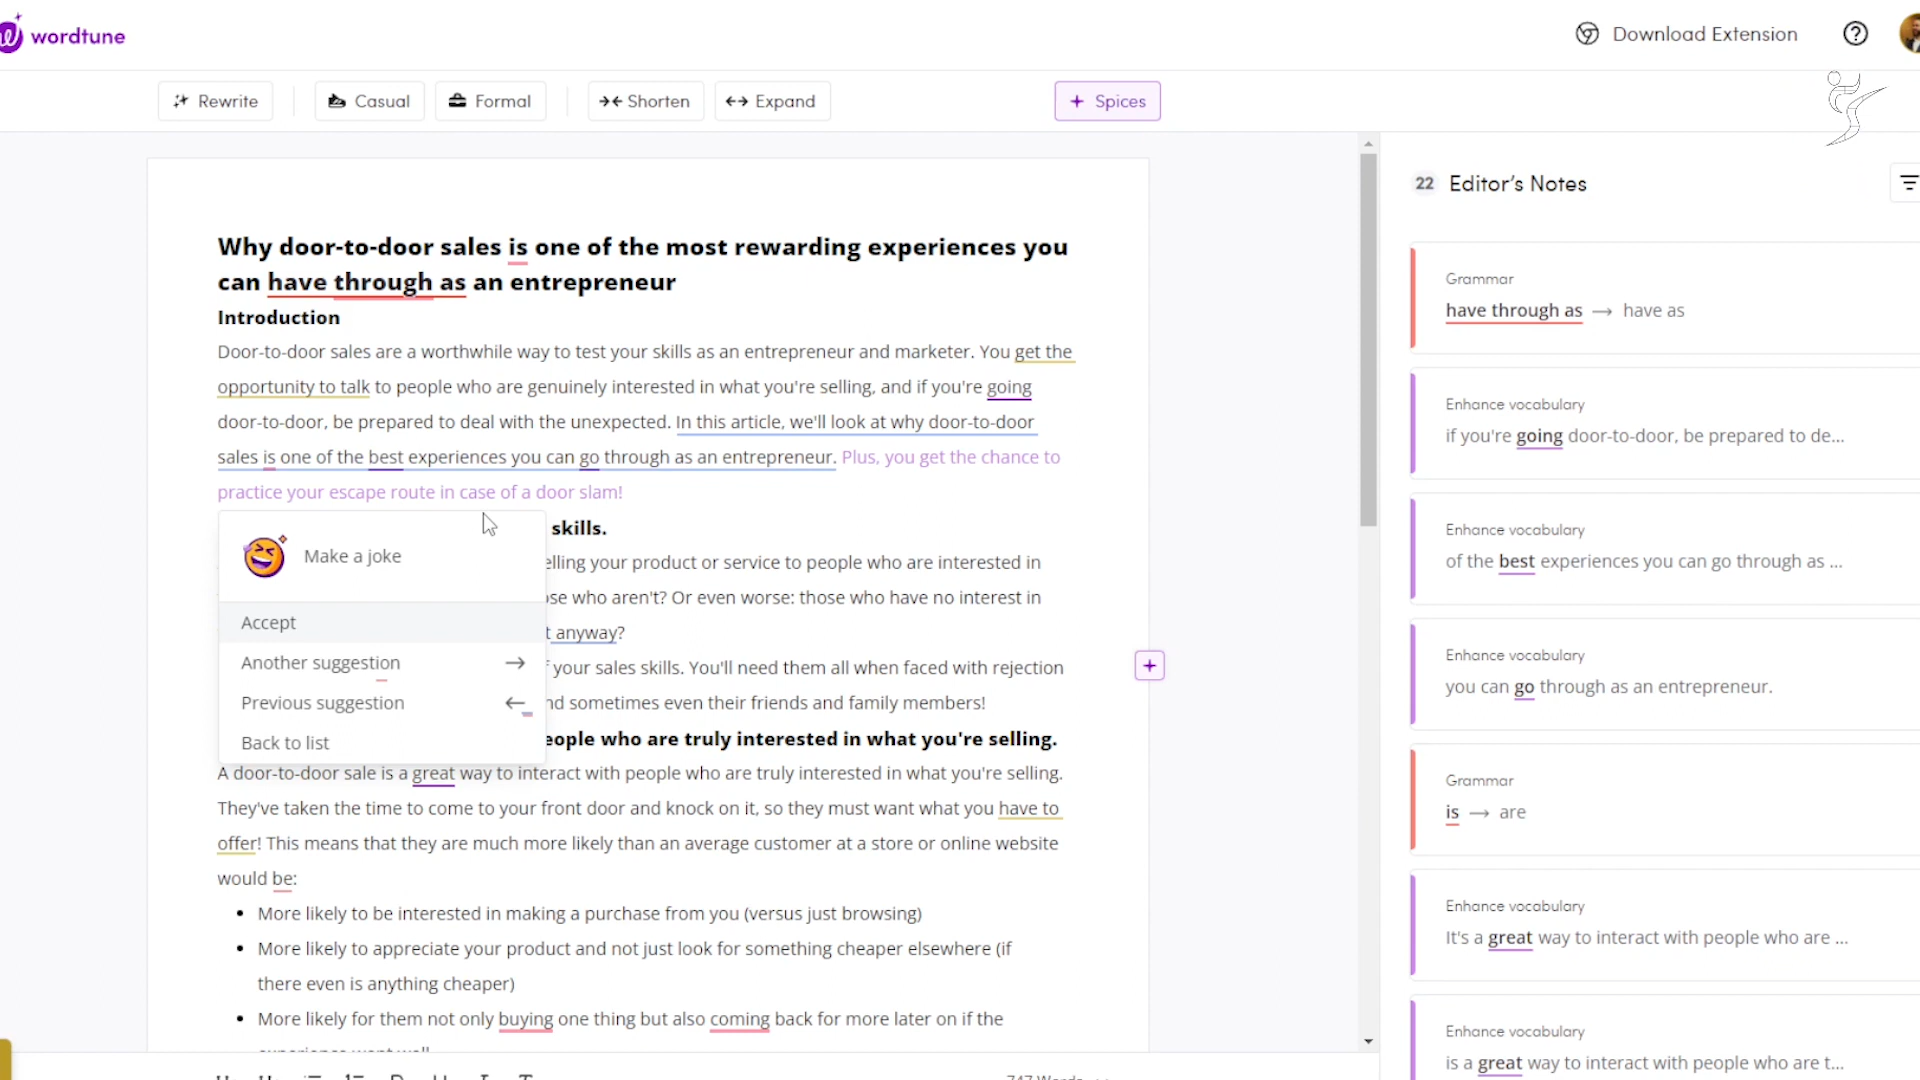 wordtune
Download Extension
Rewrite
Casual
Formal
Shorten
Expand
Spices
Why door-to-door sales is one of the most rewarding experiences you
can have through as an entrepreneur
Introduction
Door-to-door sales are a worthwhile way to test your skills as an entrepreneur and marketer. You get the
opportunity to talk to people who are genuinely interested in what you're selling, and if you're going
door-to-door, be prepared to deal with the unexpected. In this article, we'll look at why door-to-door
sales is one of the best experiences you can go through as an entrepreneur. Plus, you get the chance to
practice your escape route in case of a door slam!
skills.
Make a joke
elling your product or service to people who are interested in
ose who aren't? Or even worse: those who have no interest in
Accept
t anyway?
Another suggestion
your sales skills. You'll need them all when faced with rejection
Previous suggestion
nd sometimes even their friends and family members!
Back to list
eople who are truly interested in what you're selling.
A door-to-door sale is a great way to interact with people who are truly interested in what you're selling.
They've taken the time to come to your front door and knock on it, so they must want what you have to
offer! This means that they are much more likely than an average customer at a store or online website
would be:
• More likely to be interested in making a purchase from you (versus just browsing)
• More likely to appreciate your product and not just look for something cheaper elsewhere (if
there even is anything cheaper)
• More likely for them not only buying one thing but also coming back for more later on if the
22 Editor's Notes
Grammar
have through as → have as
Enhance vocabulary
if you're going door-to-door, be prepared to de...
Enhance vocabulary
of the best experiences you can go through as ...
Enhance vocabulary
you can go through as an entrepreneur.
Grammar
is → are
Enhance vocabulary
It's a great way to interact with people who are ...
Enhance vocabulary
is a great way to interact with people who are t...